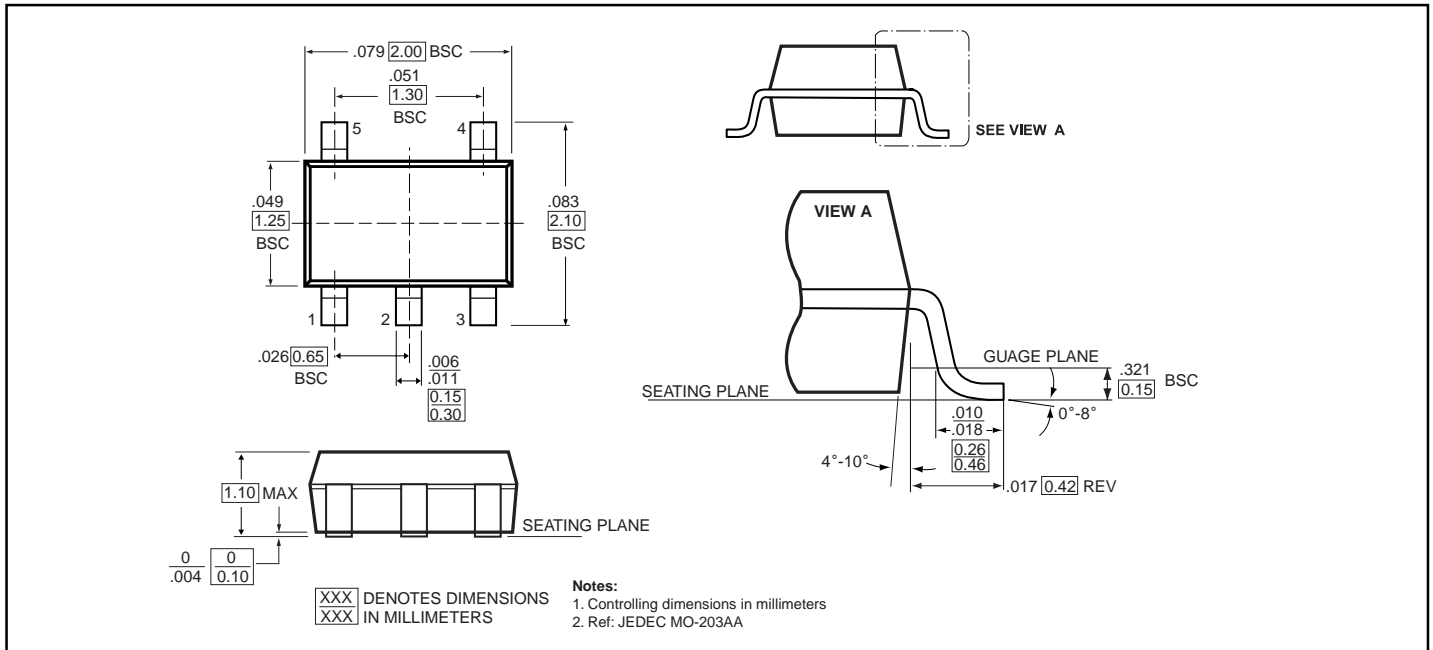 .079 2.00 BSC
.051
1.30
BSC
5
4
.049
1.25
BSC
.083
2.10
BSC
1
2
3
.026 0.65
BSC
.006
.011
0.15
0.30
1.10 MAX
SEATING PLANE
0
.004
0
0.10
XXX DENOTES DIMENSIONS
XXX IN MILLIMETERS
Notes:
1. Controlling dimensions in millimeters
2. Ref: JEDEC MO-203AA
SEE VIEW A
VIEW A
GUAGE PLANE
SEATING PLANE
.321
0.15 BSC
0°-8°
.010
.018
0.26
0.46
4°-10°
.017 0.42 REV